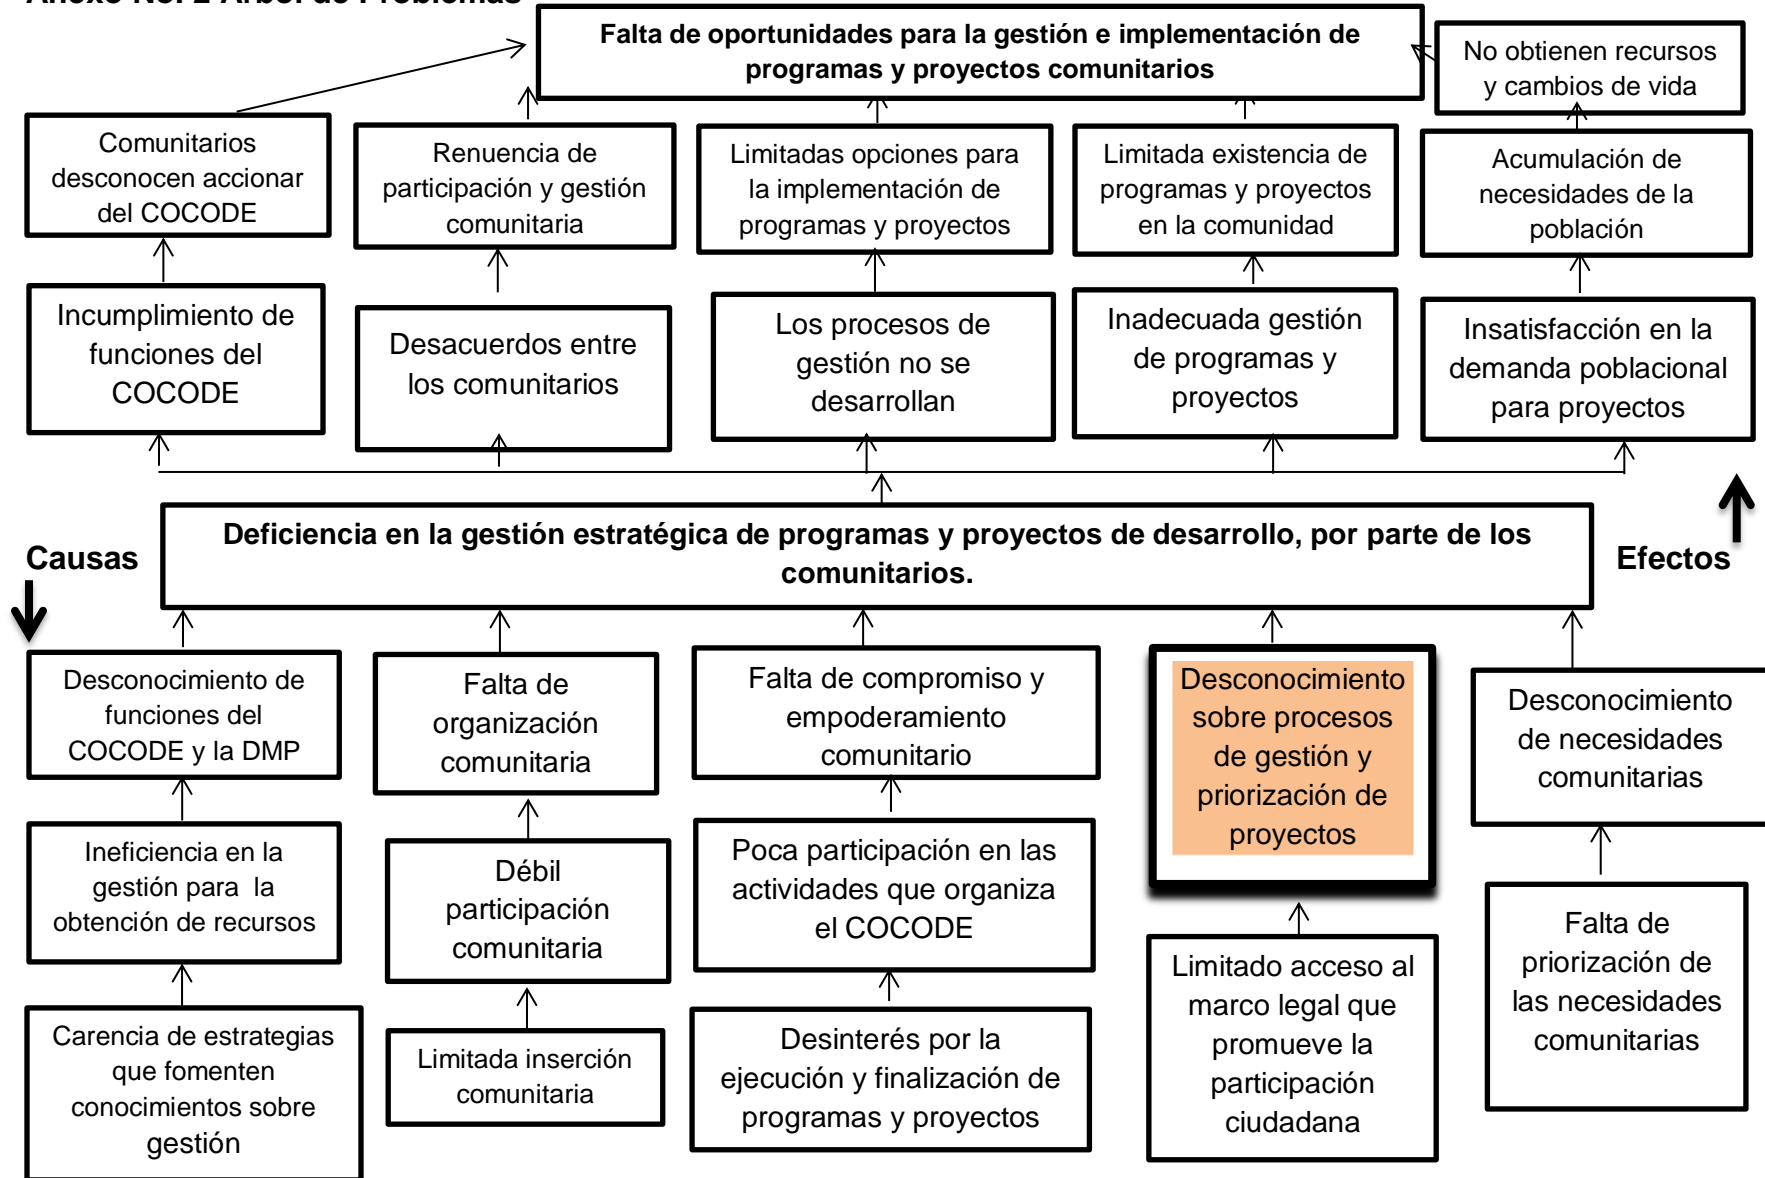 Anexo No. 2 Árbol de Problemas
Falta de oportunidades para la gestión e implementación de
programas y proyectos comunitarios
No obtienen recursos
y cambios de vida
Comunitarios
desconocen accionar
del COCODE
Renuencia de
participación y gestión
comunitaria
Limitadas opciones para
la implementación de
programas y proyectos
Limitada existencia de
programas y proyectos
en la comunidad
Acumulación de
necesidades de la
población
Incumplimiento de
funciones del
COCODE
Desacuerdos entre
los comunitarios
Los procesos de
gestión no se
desarrollan
Inadecuada gestión
de programas y
proyectos
Insatisfacción en la
demanda poblacional
para proyectos
Deficiencia en la gestión estratégica de programas y proyectos de desarrollo, por parte de los
comunitarios.
Causas
Efectos
Desconocimiento de
funciones del
COCODE y la DMP
Falta de
organización
comunitaria
Falta de compromiso y
empoderamiento
comunitario
Desconocimiento
sobre procesos
de gestión y
priorización de
proyectos
Desconocimiento
de necesidades
comunitarias
Ineficiencia en la
gestión para  la
obtención de recursos
Débil
participación
comunitaria
Poca participación en las
actividades que organiza
el COCODE
Limitado acceso al
marco legal que
promueve la
participación
ciudadana
Falta de
priorización de
las necesidades
comunitarias
Carencia de estrategias
que fomenten
conocimientos sobre
gestión
Limitada inserción
comunitaria
Desinterés por la
ejecución y finalización de
programas y proyectos